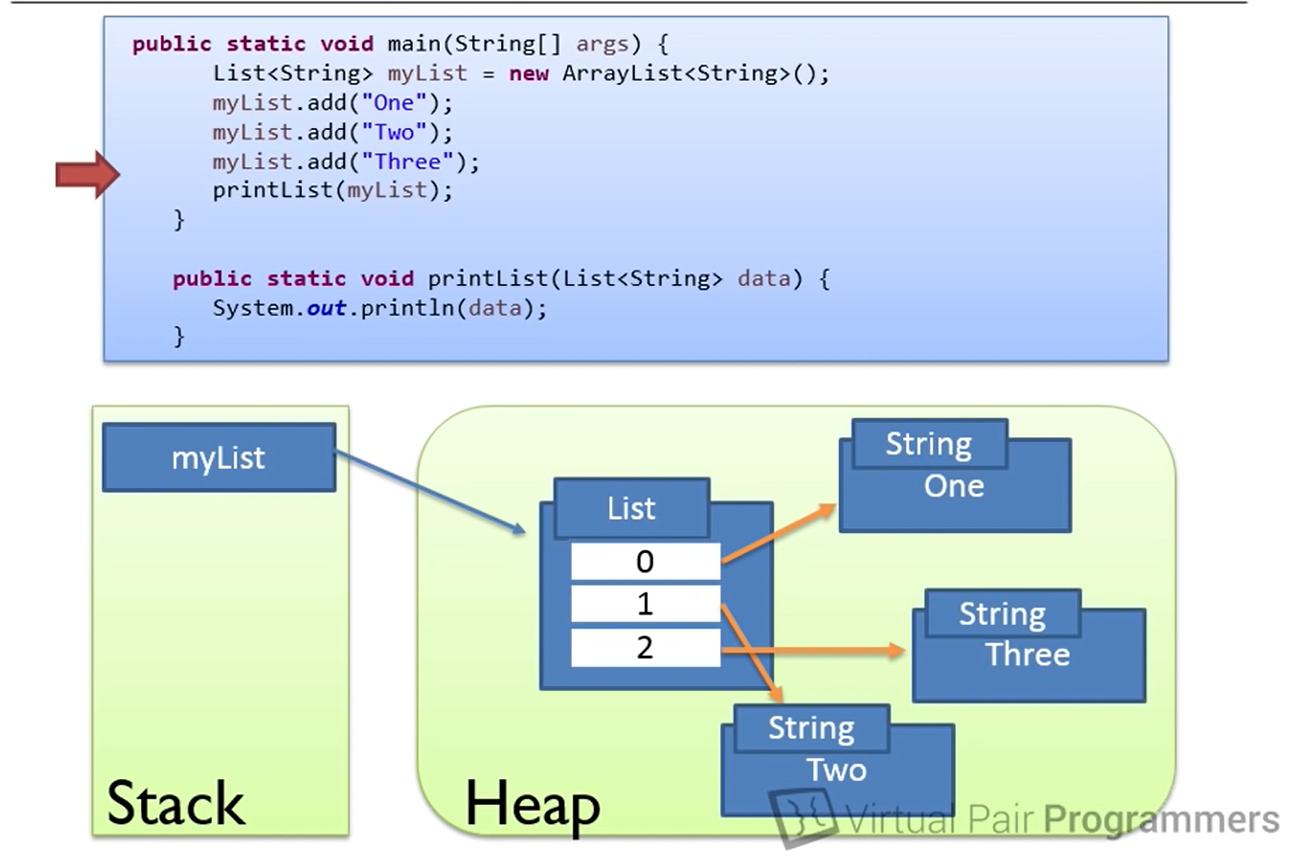 public static void main(String[] args) {
List<String> myList = new ArrayList<String>();
myList.add("One");
myList.add("Two");
myList.add("Three");
printList(myList);
}
public static void printList(List<String> data) {
System.out.println(data);
}
myList
Stack
List
0
1
2
String
One
String
Three
String
Two
Heap
Virtual Pair Programmers